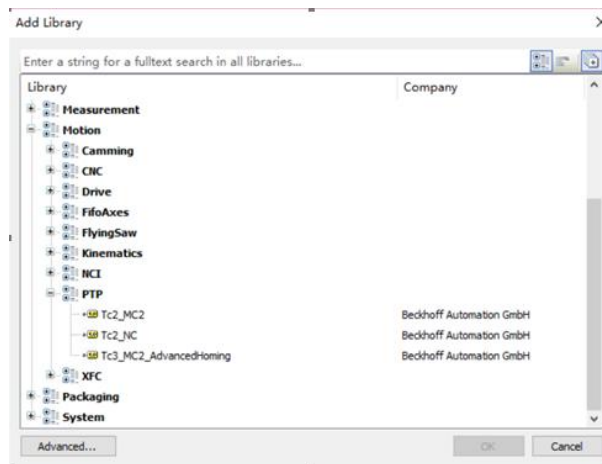 Add Library
Enter a string for a fulltext search in all libraries...
Library Company
Measurement
Motion
Camming
CNC
Drive
FifoAxes
FlyingSaw
Kinematics
NCI
PTP
Tc2_MC2 Beckhoff Automation GmbH
Tc2_NC Beckhoff Automation GmbH
Tc3_MC2_AdvancedHoming Beckhoff Automation GmbH
XFC
Packaging
System
Advanced... OK Cancel